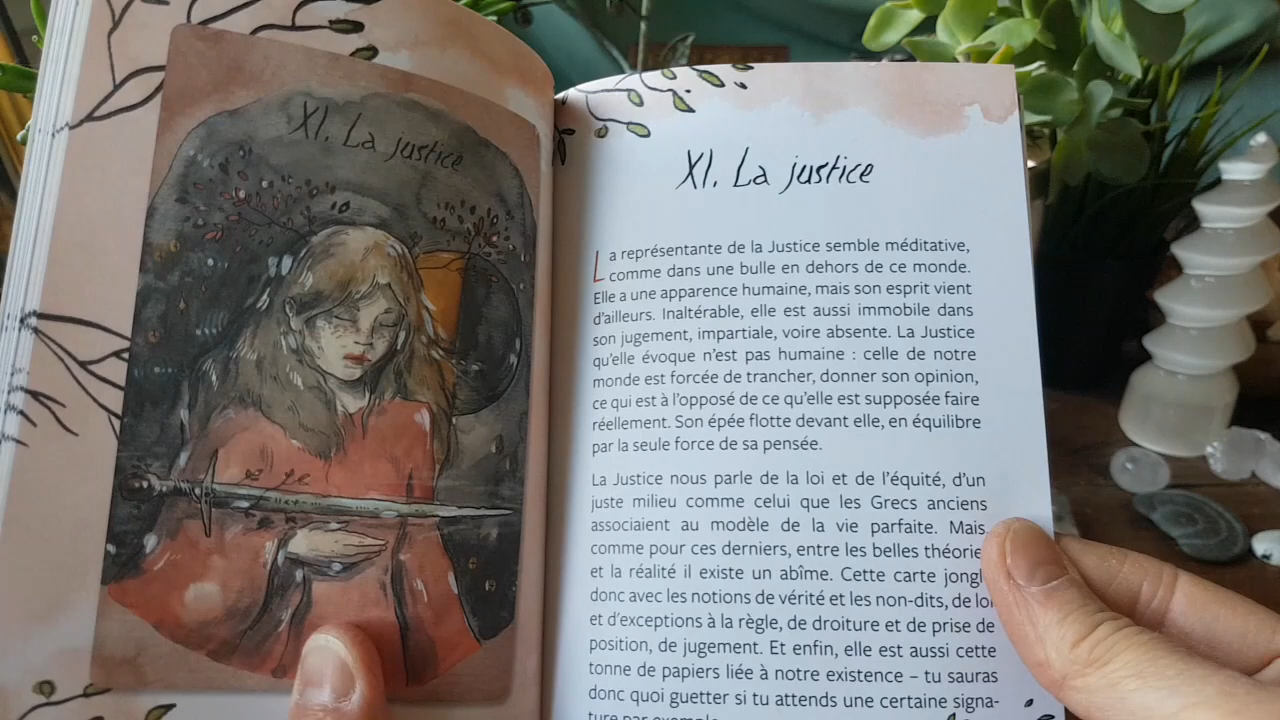 XI. La justice
XI. La justice
La représentante de la Justice semble méditative,
comme dans une bulle en dehors de ce monde.
Elle a une apparence humaine, mais son esprit vient
d'ailleurs. Inaltérable, elle est aussi immobile dans
son jugement, impartiale, voire absente. La Justice
qu'elle évoque n'est pas humaine : celle de notre
monde est forcée de trancher, donner son opinion,
ce qui est à l'opposé de ce qu'elle est supposée faire
réellement. Son épée flotte devant elle, en équilibre
par la seule force de sa pensée.
La Justice nous parle de la loi et de l'équité, d'un
juste milieu comme celui que les Grecs anciens
associaient au modèle de la vie parfaite. Mais
comme pour ces derniers, entre les belles théorie
et la réalité il existe un abîme. Cette carte jongl
donc avec les notions de vérité et les non-dits, de loi
et d'exceptions à la règle, de droiture et de prise de
position, de jugement. Et enfin, elle est aussi cette
tonne de papiers liée à notre existence – tu sauras
donc quoi guetter si tu attends une certaine signa-
ture par exemple